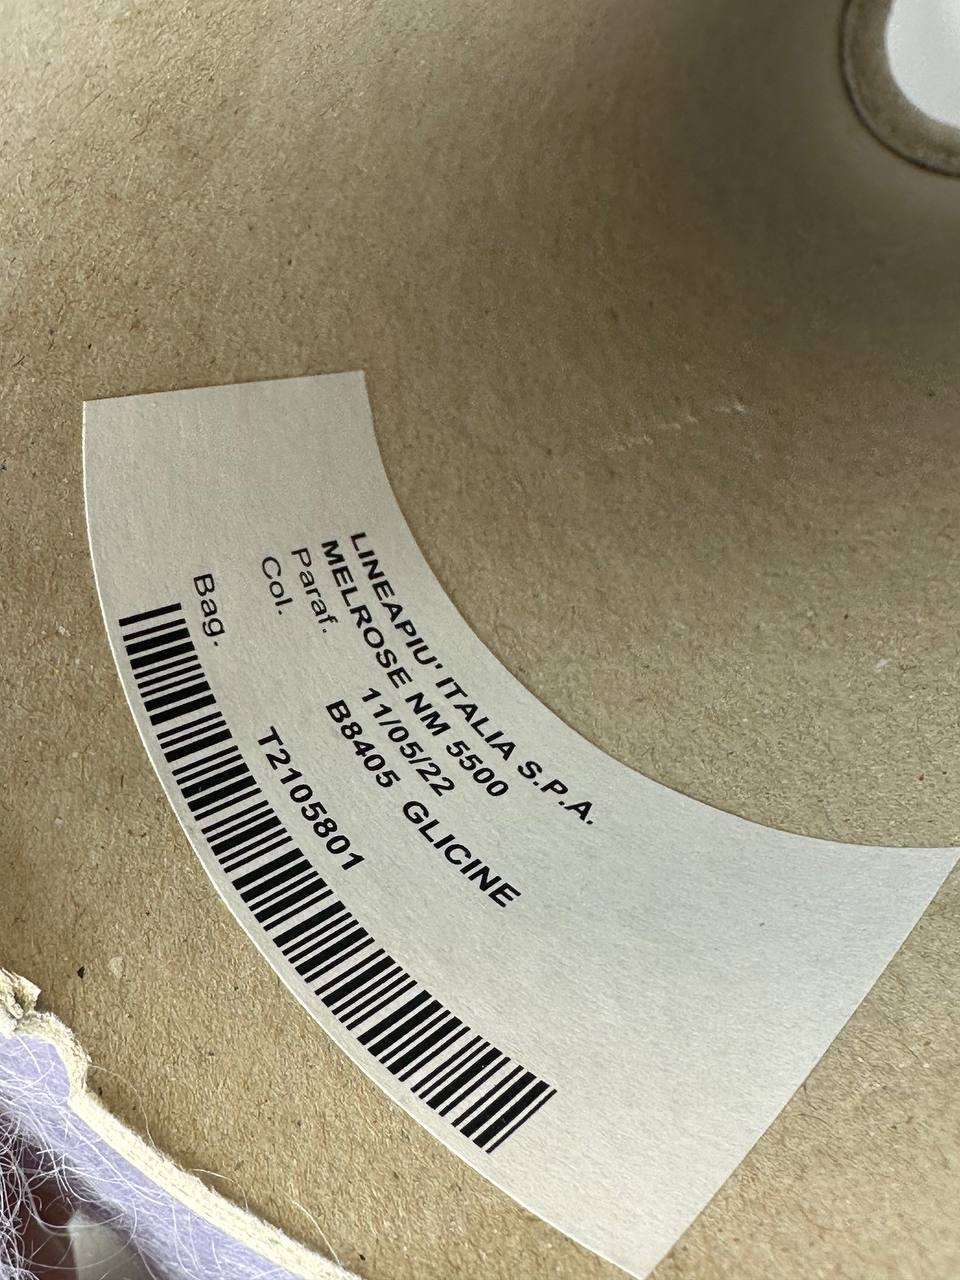 LINEAPIU' ITALIA S.P.A.
MELROSE NM 5500
Paraf. 11/05/22
Col. B8405 GLICINE
Bag. T2105801